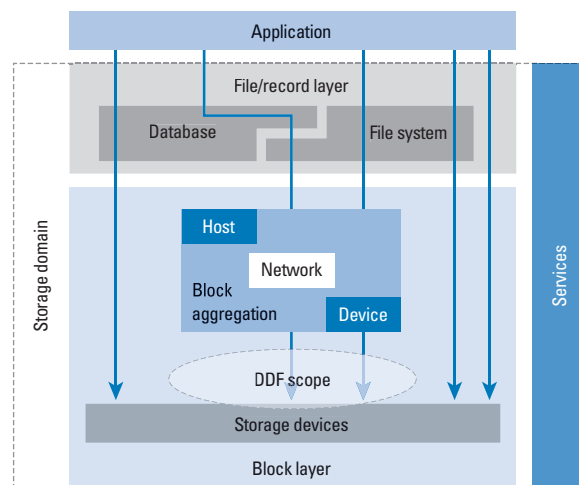 Application
File/record layer
Database
File system
Host
Network
Block
aggregation
Device
DDF scope
Storage devices
Block layer
Storage domain
Services